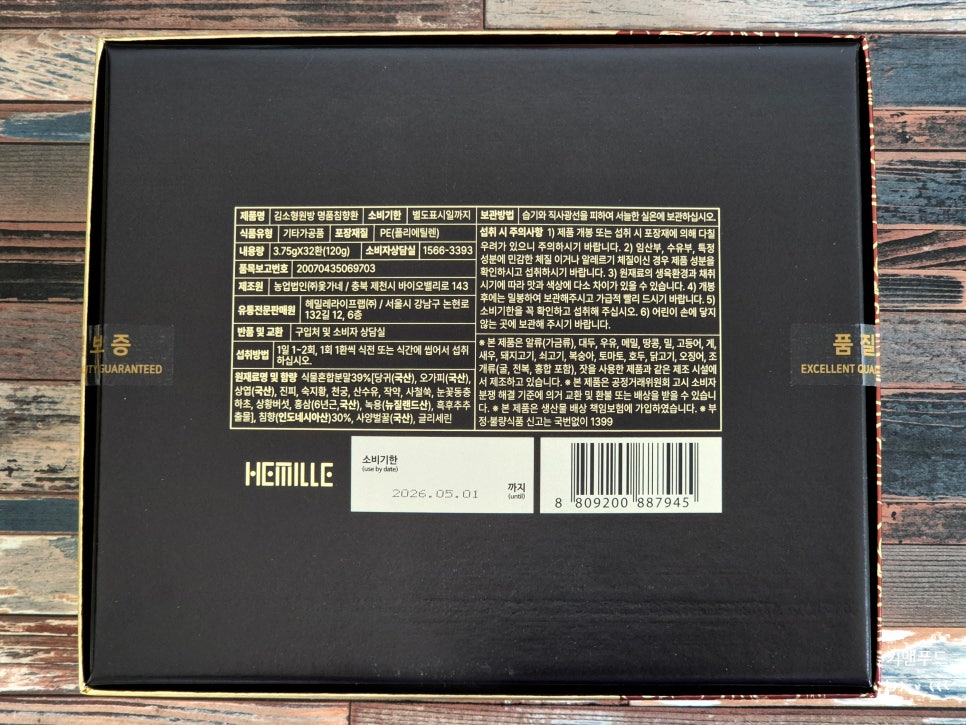 제품명 김소형원방 명품침향환 소비기한 별도표시일까지
식품유형 기타가공품 포장재질 PE(폴리에틸렌)
내용량 3.75gX32환(120g) 소비자상담실 1566-3393
품목보고번호 20070435069703
제조원 농업법인㈜옻가네 / 충북 제천시 바이오밸리로 143
유통전문판매원 헤밀레라이프랩㈜ / 서울시 강남구 논현로
132길 12, 6층
반품 및 교환 구입처 및 소비자 상담실
섭취방법 1일 1~2회, 1회 1환씩 식전 또는 식간에 씹어서 섭취
하십시오.
원재료명 및 함량 식물혼합분말39%[당귀(국산), 오가피(국산),
상엽(국산), 진피, 숙지황, 천궁, 산수유, 작약, 사철쑥, 눈꽃동충
하초, 상황버섯, 홍삼(6년근,국산), 녹용(뉴질랜드산), 흑후추추
출물], 침향(인도네시아산)30%, 사양벌꿀(국산), 글리세린
보관방법 습기와 직사광선을 피하여 서늘한 실온에 보관하십시오.
섭취 시 주의사항 1) 제품 개봉 또는 섭취 시 포장재에 의해 다칠
우려가 있으니 주의하시기 바랍니다. 2) 임산부, 수유부, 특정
성분에 민감한 체질 이거나 알레르기 체질이신 경우 제품 성분을
확인하시고 섭취하시기 바랍니다. 3) 원재료의 생육환경과 채취
시기에 따라 맛과 색상에 다소 차이가 있을 수 있습니다. 4) 개봉
후에는 밀봉하여 보관해주시고 가급적 빨리 드시기 바랍니다. 5)
소비기한을 꼭 확인하고 섭취해 주십시오. 6) 어린이 손에 닿지
않는 곳에 보관해 주시기 바랍니다.
※ 본 제품은 알류(가금류), 대두, 우유, 메밀, 땅콩, 밀, 고등어, 게,
새우, 돼지고기, 쇠고기, 복숭아, 토마토, 호두, 닭고기, 오징어, 조
개류(굴, 전복, 홍합 포함), 잣을 사용한 제품과 같은 제조 시설에
서 제조하고 있습니다. ※ 본 제품은 공정거래위원회 고시 소비자
분쟁 해결 기준에 의거 교환 및 환불 또는 배상을 받을 수 있습니
다. ※ 본 제품은 생산물 배상 책임보험에 가입하였습니다. ※ 부
정·불량식품 신고는 국번없이 1399
보증
GUARANTEED
품질
EXCELLENT
HEMILLE
소비기한
(use by date)
2026.05.01
까지
(until)
8 809200 887945